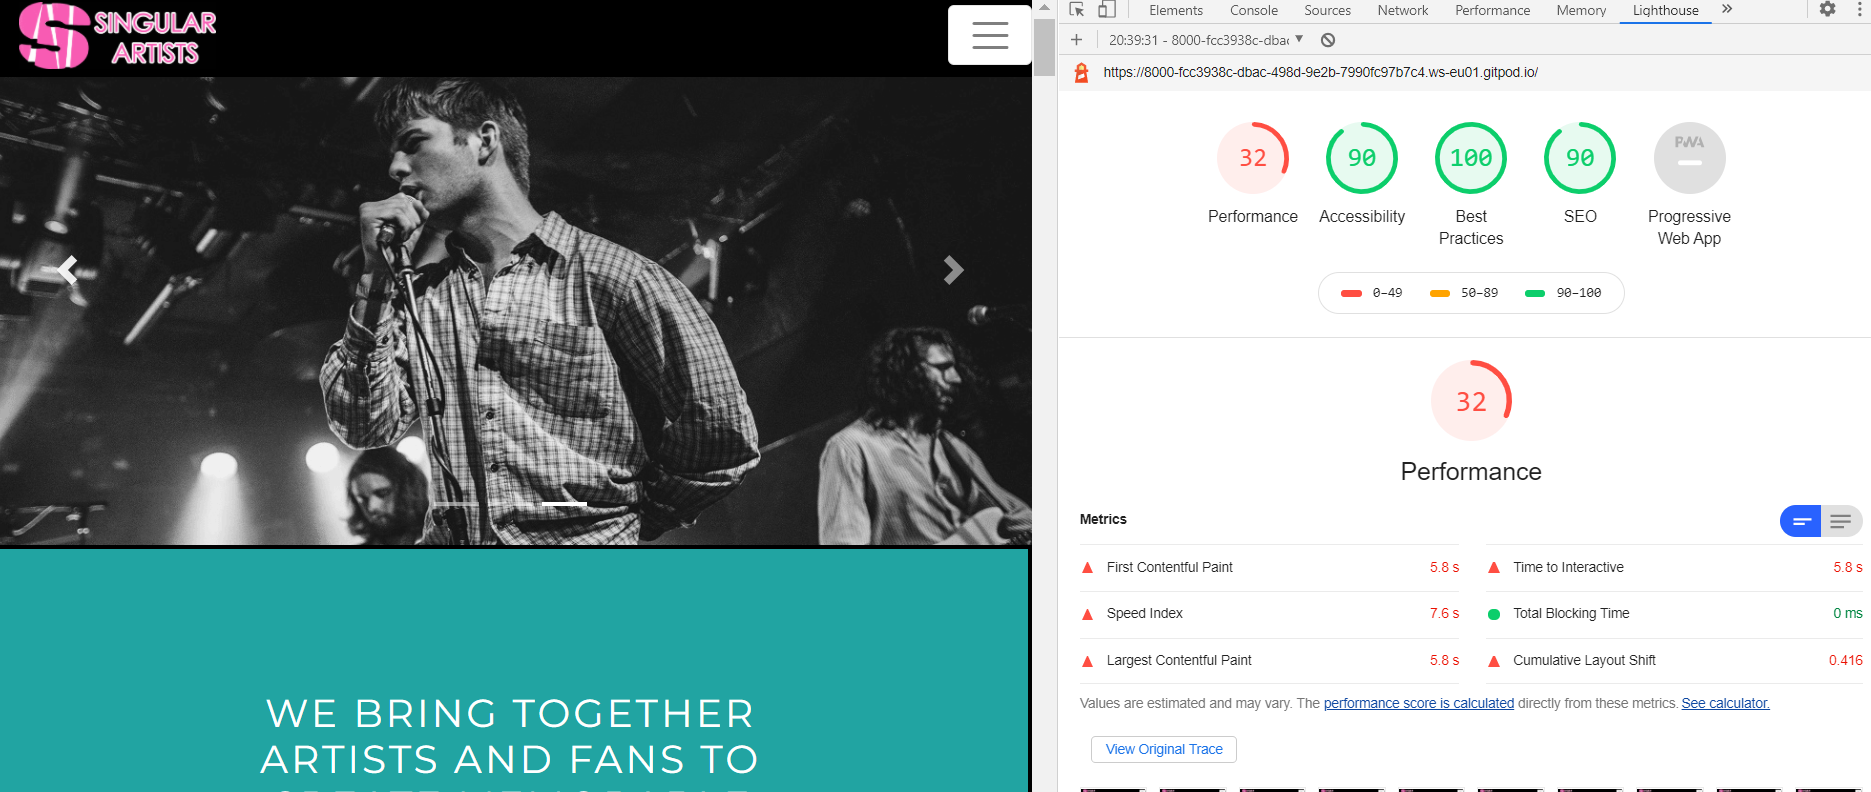 SINGULAR
ARTISTS
WE BRING TOGETHER
ARTISTS AND FANS TO
Elements Console Sources Network Performance Memory Lighthouse »
+ 20:39:31 - 8000-fcc3938c-dba
https://8000-fcc3938c-dbac-498d-9e2b-7990fc97b7c4.ws-eu01.gitpod.io/
32 90 100 90 PWA
Performance Accessibility Best SEO Progressive
Practices Web App
0–49 50–89 90–100
32
Performance
Metrics
First Contentful Paint 5.8 s Time to Interactive 5.8 s
Speed Index 7.6 s Total Blocking Time 0 ms
Largest Contentful Paint 5.8 s Cumulative Layout Shift 0.416
Values are estimated and may vary. The performance score is calculated directly from these metrics. See calculator.
View Original Trace